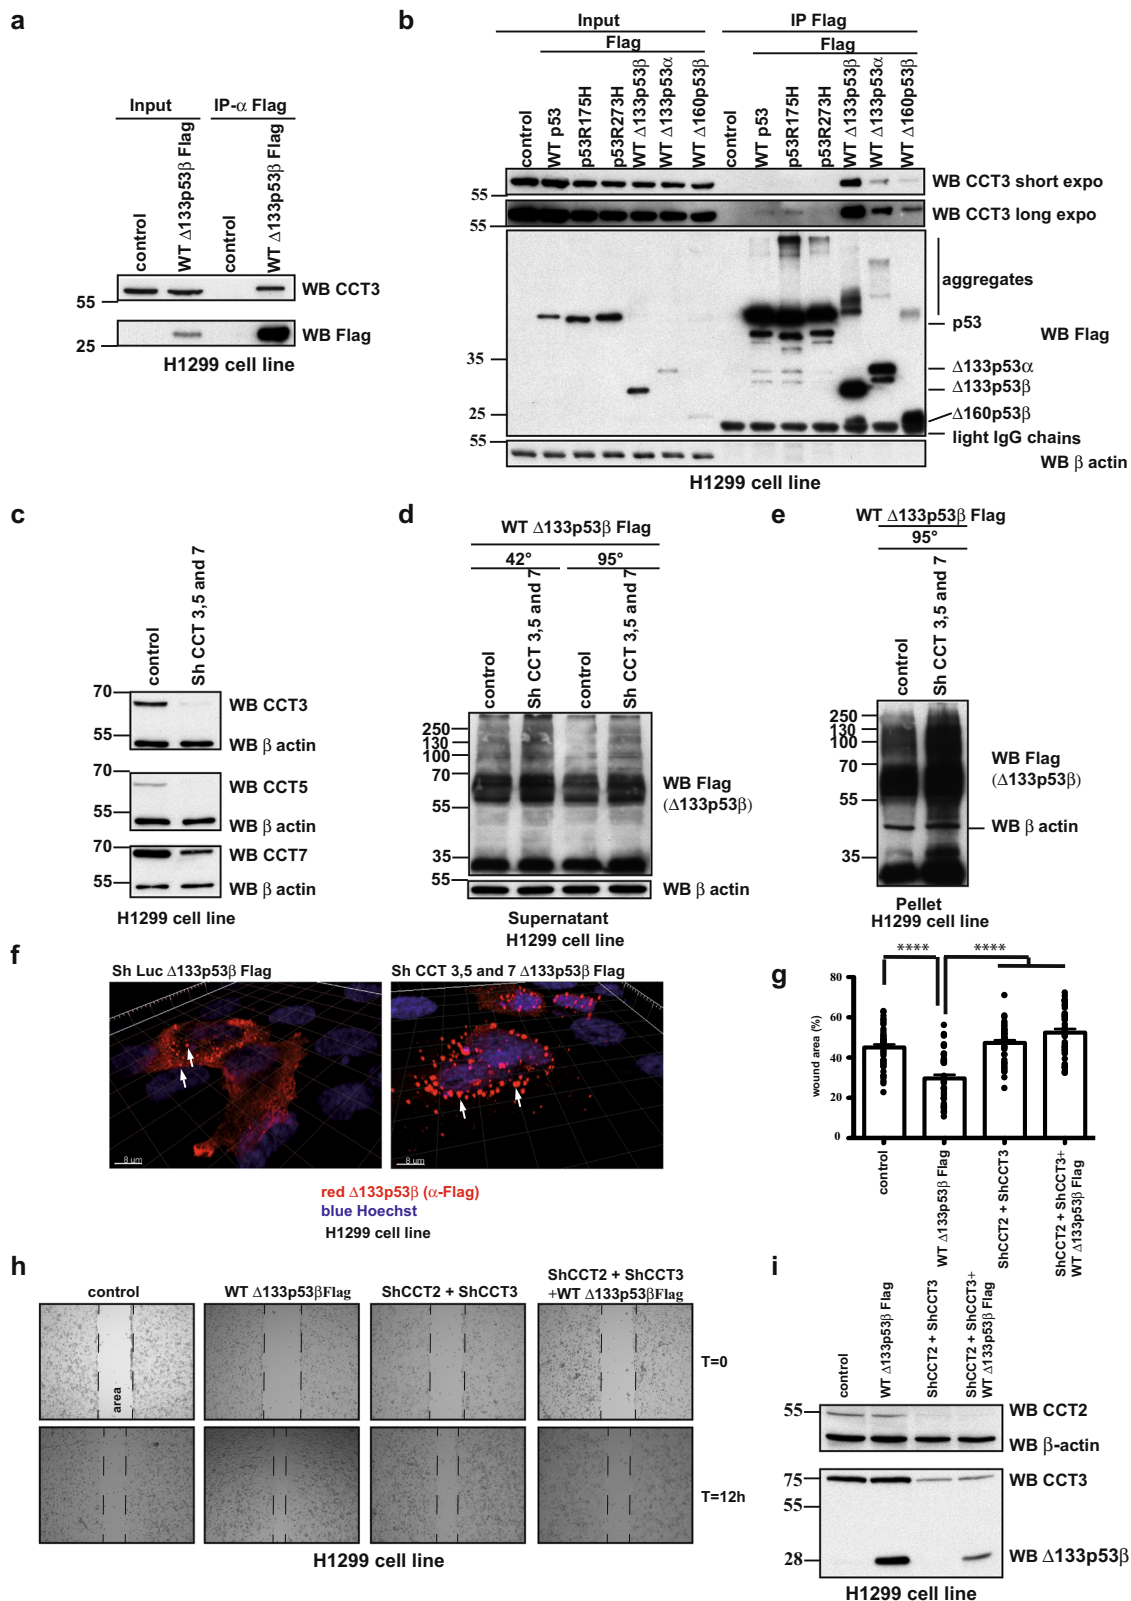 a
Input
IP-α Flag
control
WT Δ133p53β Flag
control
WT Δ133p53β Flag
55
WB CCT3
25
WB Flag
H1299 cell line
b
Input
IP Flag
Flag
Flag
control
WT p53
p53R175H
p53R273H
WT Δ133p53β
WT Δ133p53α
WT Δ160p53β
control
WT p53
p53R175H
p53R273H
WT Δ133p53β
WT Δ133p53α
WT Δ160p53β
55
WB CCT3 short expo
55
WB CCT3 long expo
aggregates
p53
WB Flag
35
Δ133p53α
Δ133p53β
25
Δ160p53β
light IgG chains
55
WB β actin
H1299 cell line
c
control
Sh CCT 3,5 and 7
70
WB CCT3
55
WB β actin
70
WB CCT5
55
WB β actin
70
WB CCT7
55
WB β actin
H1299 cell line
d
WT Δ133p53β Flag
42°
95°
control
Sh CCT 3,5 and 7
control
Sh CCT 3,5 and 7
250
130
100
70
WB Flag
(Δ133p53β)
55
35
55
WB β actin
Supernatant
H1299 cell line
e
WT Δ133p53β Flag
95°
control
Sh CCT 3,5 and 7
250
130
100
70
WB Flag
(Δ133p53β)
55
WB β actin
35
Pellet
H1299 cell line
f
Sh Luc Δ133p53β Flag
Sh CCT 3,5 and 7 Δ133p53β Flag
8 um
8 um
red Δ133p53β (α-Flag)
blue Hoechst
H1299 cell line
g
****
****
80
60
40
20
0
wound area (%)
control
WT Δ133p53β Flag
ShCCT2 + ShCCT3
ShCCT2 + ShCCT3+
WT Δ133p53β Flag
h
control
WT Δ133p53βFlag
ShCCT2 + ShCCT3
ShCCT2 + ShCCT3
+WT Δ133p53βFlag
area
T=0
T=12h
H1299 cell line
i
control
WT Δ133p53β Flag
ShCCT2 + ShCCT3
ShCCT2 + ShCCT3+
WT Δ133p53β Flag
55
WB CCT2
WB β-actin
75
WB CCT3
55
28
WB Δ133p53β
H1299 cell line